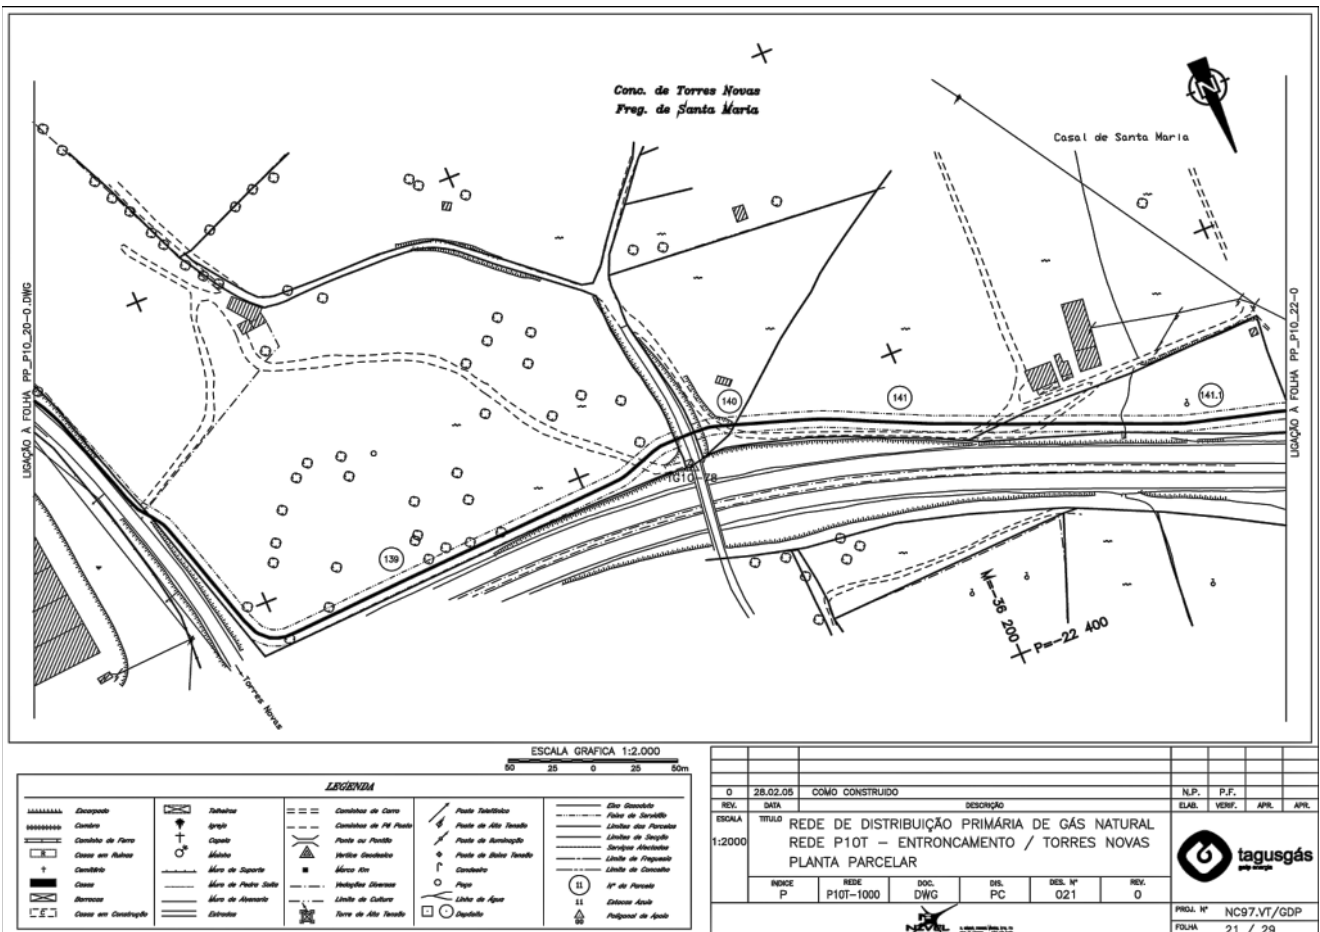 Conc. de Torres Novas
Freg. de Santa Maria
N
Casal de Santa Maria
LIGAÇÃO À FOLHA PP_P10_20-0.DWG
LIGAÇÃO À FOLHA PP_P10_22-0
140
141
141.1
139
M=-36 200
P=-22 400
Torres Novas
ESCALA GRAFICA 1:2.000
50 25 0 25 50m
LEGENDA
Escarpado
Combro
Caminho de Ferro
Casas em Ruinas
Cemitério
Casas
Barracas
Casas em Construção
Telheiros
Igreja
Capela
Moinho
Muro de Suporte
Muro de Pedra Solta
Muro de Alvenaria
Estradas
Caminhos de Carro
Caminhos de Pé Posto
Ponte ou Pontão
Vertice Geodesico
Marco Km
Vedações Diversas
Limite de Cultura
Torre de Alta Tensão
Poste Telefónico
Poste de Alta Tensão
Poste de Iluminação
Poste de Baixa Tensão
Candeeiro
Poço
Linha de Água
Depósito
Eixo Gasoduto
Faixa de Servidão
Limites das Parcelas
Limites de Secção
Serviços Afectados
Limite de Freguesia
Limite de Concelho
11 Nº de Parcela
11 Estacas Azuis
Poligonal de Apoio
0 28.02.05 COMO CONSTRUIDO N.P. P.F.
REV. DATA DESCRIÇÃO ELAB. VERIF. APR. APR.
ESCALA
1:2000
TITULO REDE DE DISTRIBUIÇÃO PRIMÁRIA DE GÁS NATURAL
REDE P10T - ENTRONCAMENTO / TORRES NOVAS
PLANTA PARCELAR
tagusgás
galp energia
INDICE REDE DOC. DIS. DES. Nº REV.
P P10T-1000 DWG PC 021 0
NIVEL
PROJ. Nº NC97.VT/GDP
FOLHA 21 / 29